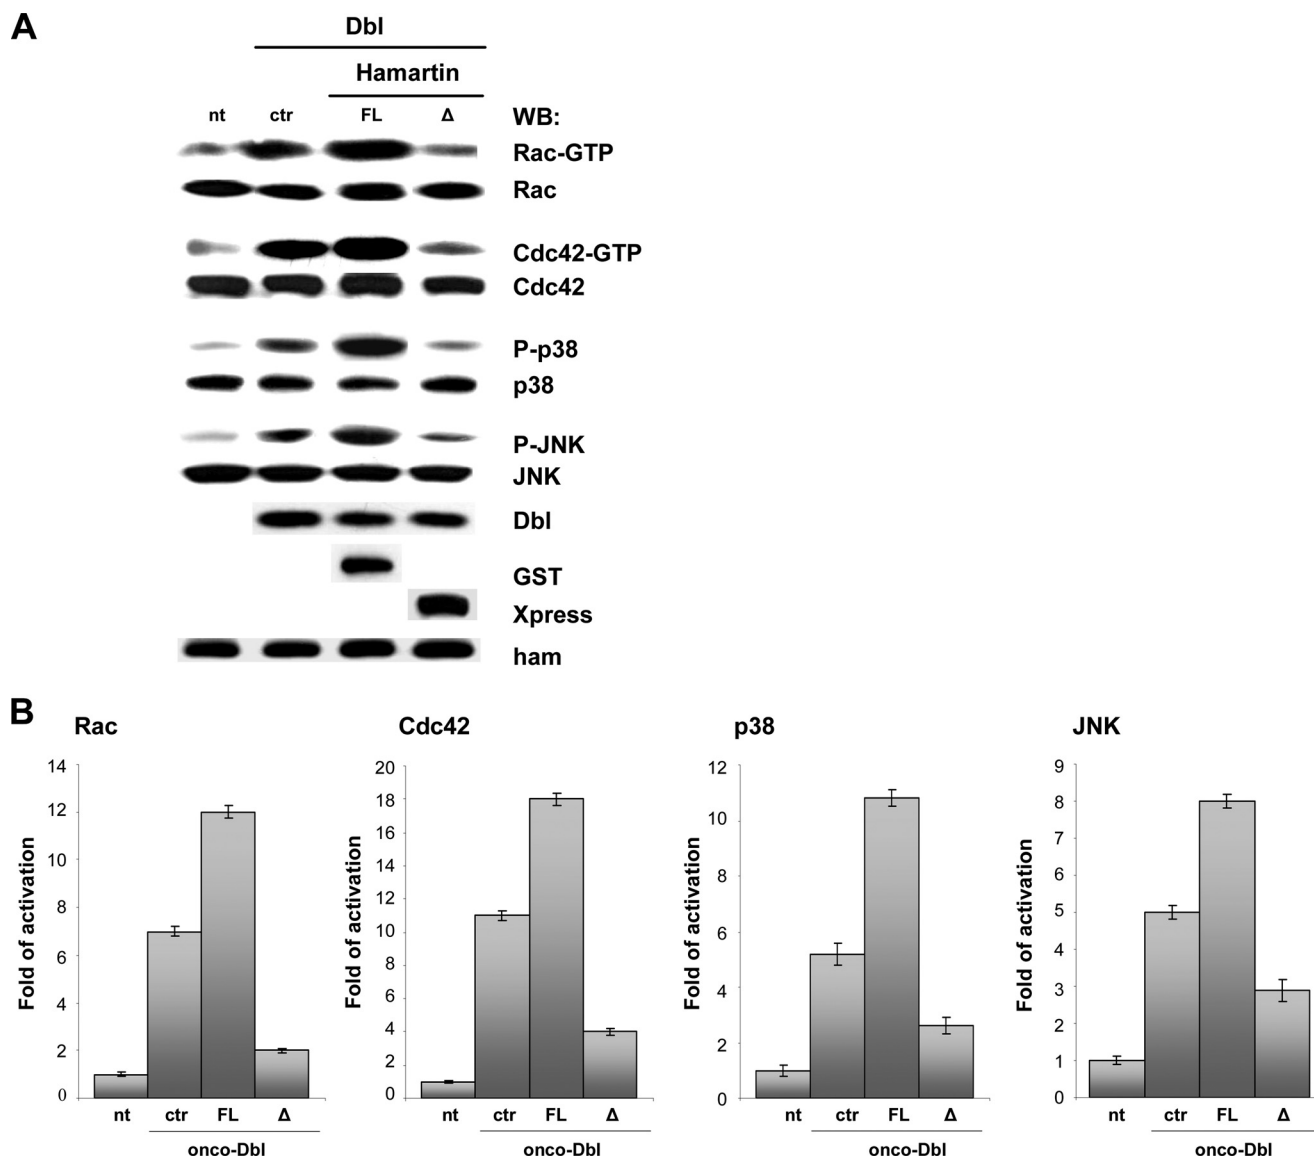 A
Dbl
Hamartin
nt ctr FL Δ WB:
Rac-GTP
Rac
Cdc42-GTP
Cdc42
P-p38
p38
P-JNK
JNK
Dbl
GST
Xpress
ham
B
Rac
Fold of activation
14
12
10
8
6
4
2
0
nt ctr FL Δ
onco-Dbl
Cdc42
Fold of activation
20
18
16
14
12
10
8
6
4
2
0
nt ctr FL Δ
onco-Dbl
p38
Fold of activation
12
10
8
6
4
2
0
nt ctr FL Δ
onco-Dbl
JNK
Fold of activation
9
8
7
6
5
4
3
2
1
0
nt ctr FL Δ
onco-Dbl